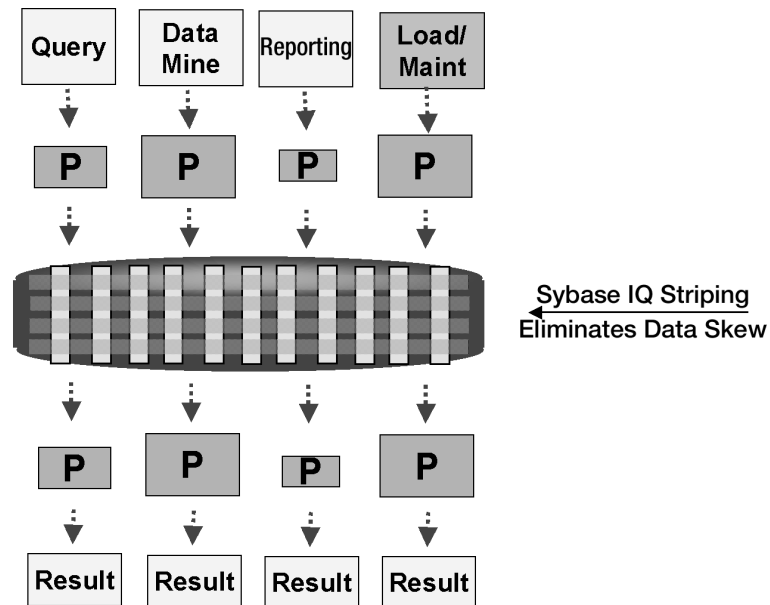 Query
Data
Mine
Reporting
Load/
Maint
P
P
P
P
Sybase IQ Striping
Eliminates Data Skew
P
P
P
P
Result
Result
Result
Result